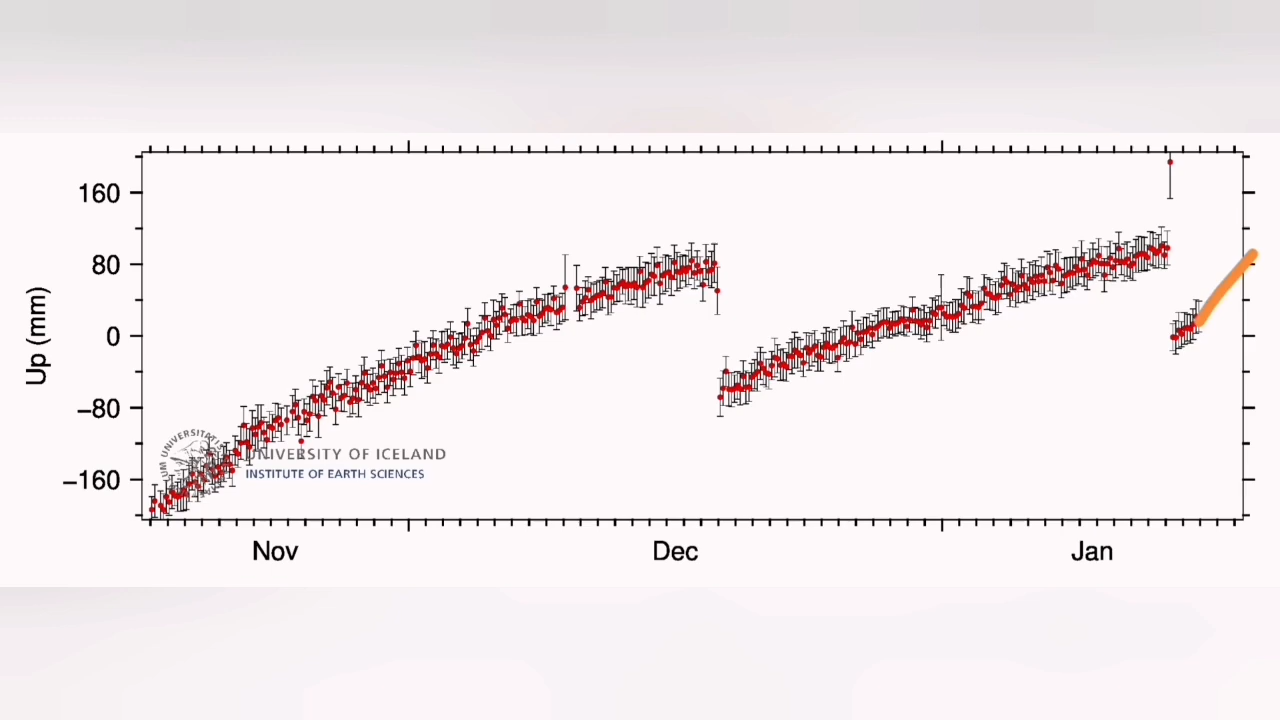 160
80
0
−80
−160
Up (mm)
UNIVERSITY OF ICELAND
INSTITUTE OF EARTH SCIENCES
Nov
Dec
Jan